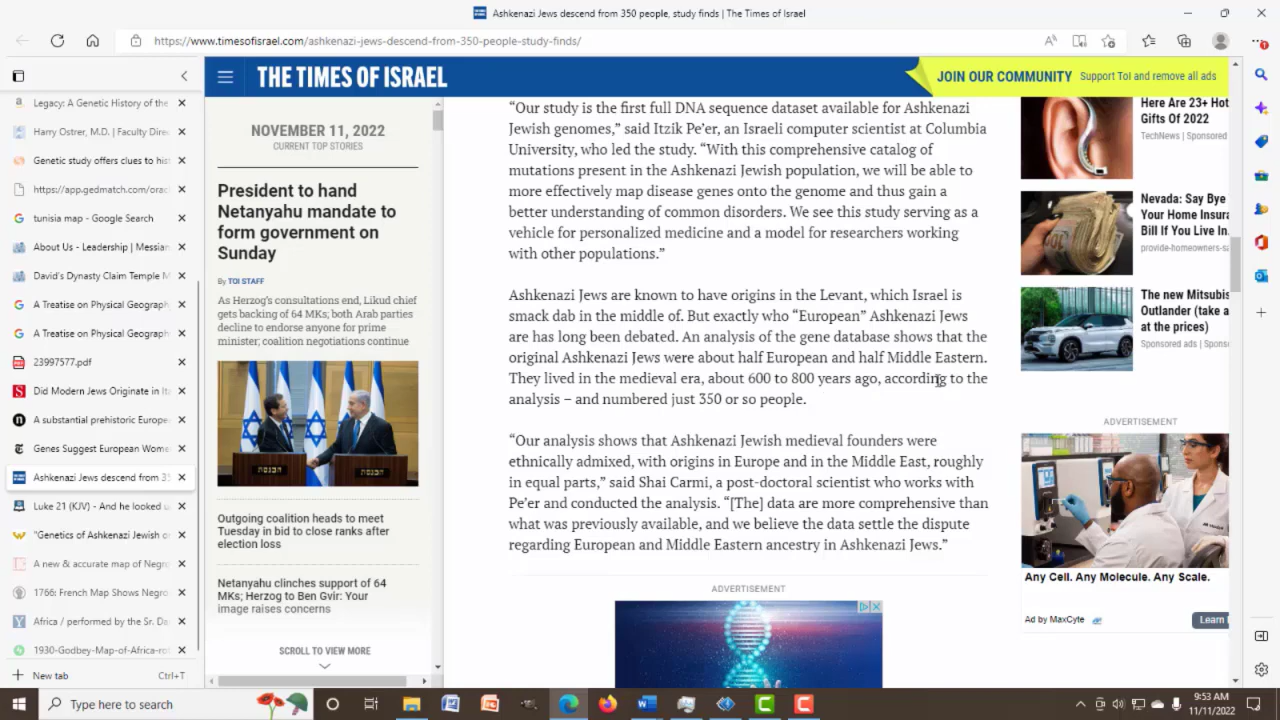 Ashkenazi Jews descend from 350 people, study finds | The Times of Israel
https://www.timesofisrael.com/ashkenazi-jews-descend-from-350-people-study-finds/
Legacy: A Genetic History of the
Harry Ostrer, M.D. | Faculty Direc
Genetic study offers clues to hist
https://app.gedmatch.com/orac
tunisia map - Google Search
About Us - Leadership | Messian
David's Dynasty Claim Temple M
A Treatise on Physical Geograph
A Treatise on Physical Geograph
23997577.pdf
Did Modern Jews Originate in Ita
A substantial prehistoric Europe
Genes Suggest European Wome
Ashkenazi Jews descend from 35
Luke 21 (KJV) - And he looked u
"Genetics of Ashkenazi Jewish o
A new & accurate map of Negro
1710's French Map Shows Negro
Africa / performed by the Sr. Da
New tab
Ctrl+T
THE TIMES OF ISRAEL
JOIN OUR COMMUNITY Support ToI and remove all ads
NOVEMBER 11, 2022
CURRENT TOP STORIES
President to hand
Netanyahu mandate to
form government on
Sunday
By TOI STAFF
As Herzog's consultations end, Likud chief
gets backing of 64 MKs; both Arab parties
decline to endorse anyone for prime
minister; coalition negotiations continue
הכנסת
הכנסת
Outgoing coalition heads to meet
Tuesday in bid to close ranks after
election loss
Netanyahu clinches support of 64
MKs; Herzog to Ben Gvir: Your
image raises concerns
SCROLL TO VIEW MORE
“Our study is the first full DNA sequence dataset available for Ashkenazi
Jewish genomes,” said Itzik Pe’er, an Israeli computer scientist at Columbia
University, who led the study. “With this comprehensive catalog of
mutations present in the Ashkenazi Jewish population, we will be able to
more effectively map disease genes onto the genome and thus gain a
better understanding of common disorders. We see this study serving as a
vehicle for personalized medicine and a model for researchers working
with other populations.”
Ashkenazi Jews are known to have origins in the Levant, which Israel is
smack dab in the middle of. But exactly who “European” Ashkenazi Jews
are has long been debated. An analysis of the gene database shows that the
original Ashkenazi Jews were about half European and half Middle Eastern.
They lived in the medieval era, about 600 to 800 years ago, according to the
analysis – and numbered just 350 or so people.
“Our analysis shows that Ashkenazi Jewish medieval founders were
ethnically admixed, with origins in Europe and in the Middle East, roughly
in equal parts,” said Shai Carmi, a post-doctoral scientist who works with
Pe’er and conducted the analysis. “[The] data are more comprehensive than
what was previously available, and we believe the data settle the dispute
regarding European and Middle Eastern ancestry in Ashkenazi Jews.”
ADVERTISEMENT
Here Are 23+ Hot
Gifts Of 2022
TechNews | Sponsored
Nevada: Say Bye
Your Home Insura
Bill If You Live In.
provide-homeowners-sa
The new Mitsubis
Outlander (take a
at the prices)
Sponsored ads | Spons
ADVERTISEMENT
Any Cell. Any Molecule. Any Scale.
Ad by MaxCyte
Learn
Type here to search
9:53 AM
11/11/2022